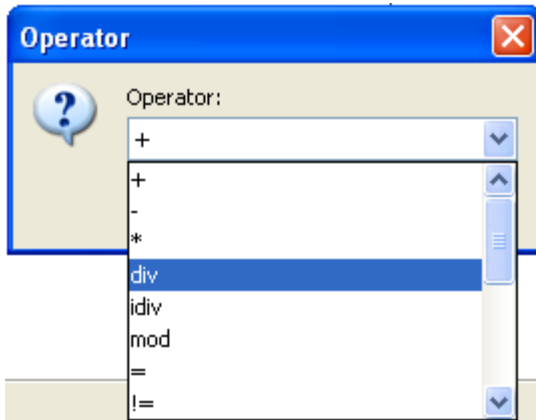 Operator
Operator:
+
+
-
*
div
idiv
mod
=
!=